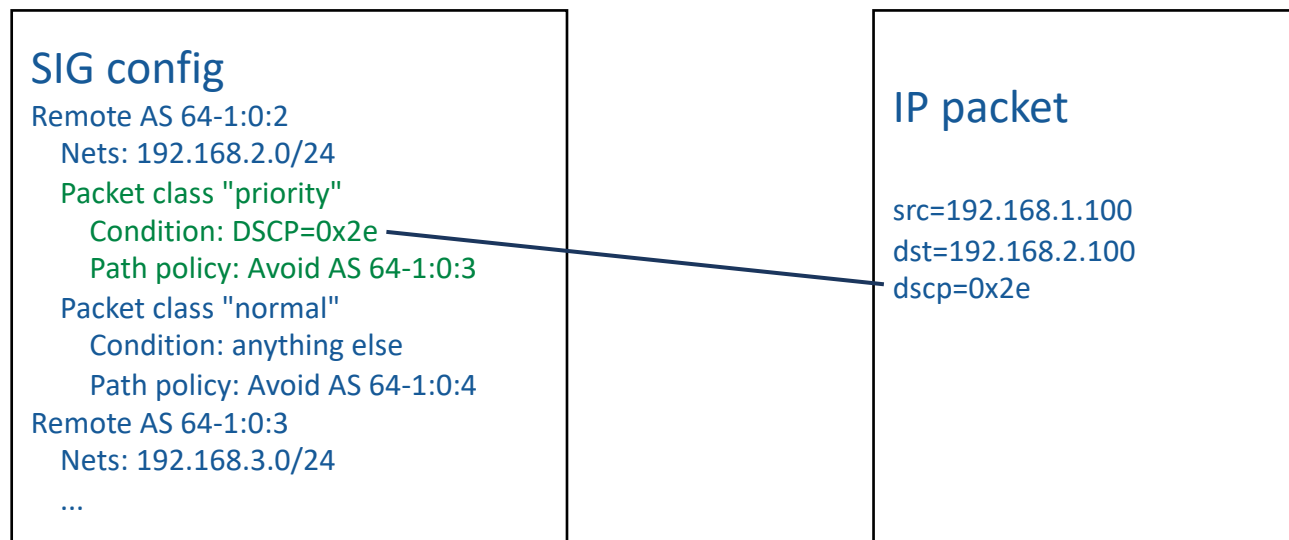 SIG config
Remote AS 64-1:0:2
Nets: 192.168.2.0/24
Packet class "priority"
Condition: DSCP=0x2e
Path policy: Avoid AS 64-1:0:3
Packet class "normal"
Condition: anything else
Path policy: Avoid AS 64-1:0:4
Remote AS 64-1:0:3
Nets: 192.168.3.0/24
...
IP packet
src=192.168.1.100
dst=192.168.2.100
dscp=0x2e